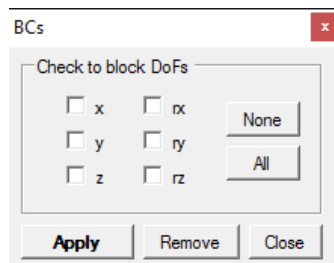 BCs x
Check to block DoFs
x rx None
y ry
All
z rz
Apply Remove Close